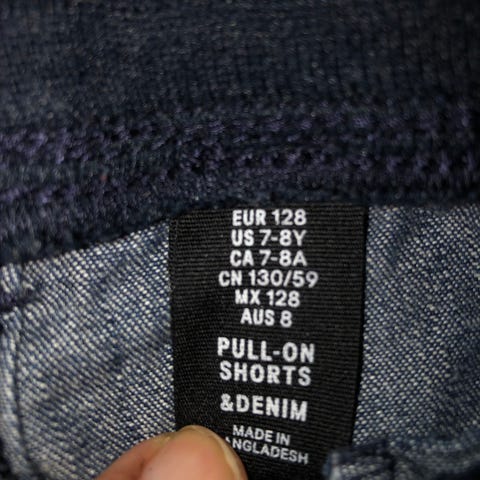 EUR 128
US 7-8Y
CA 7-8A
CN 130/59
MX 128
AUS 8
PULL-ON
SHORTS
&DENIM
MADE IN
ANGLADESH